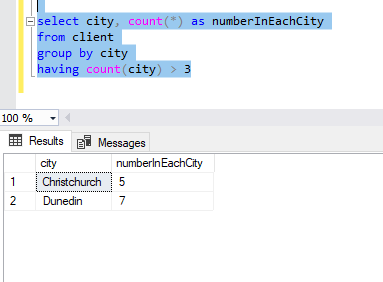 select city, count(*) as numberInEachCity
from client
group by city
having count(city) > 3
100 %
Results Messages
city numberInEachCity
1 Christchurch 5
2 Dunedin 7